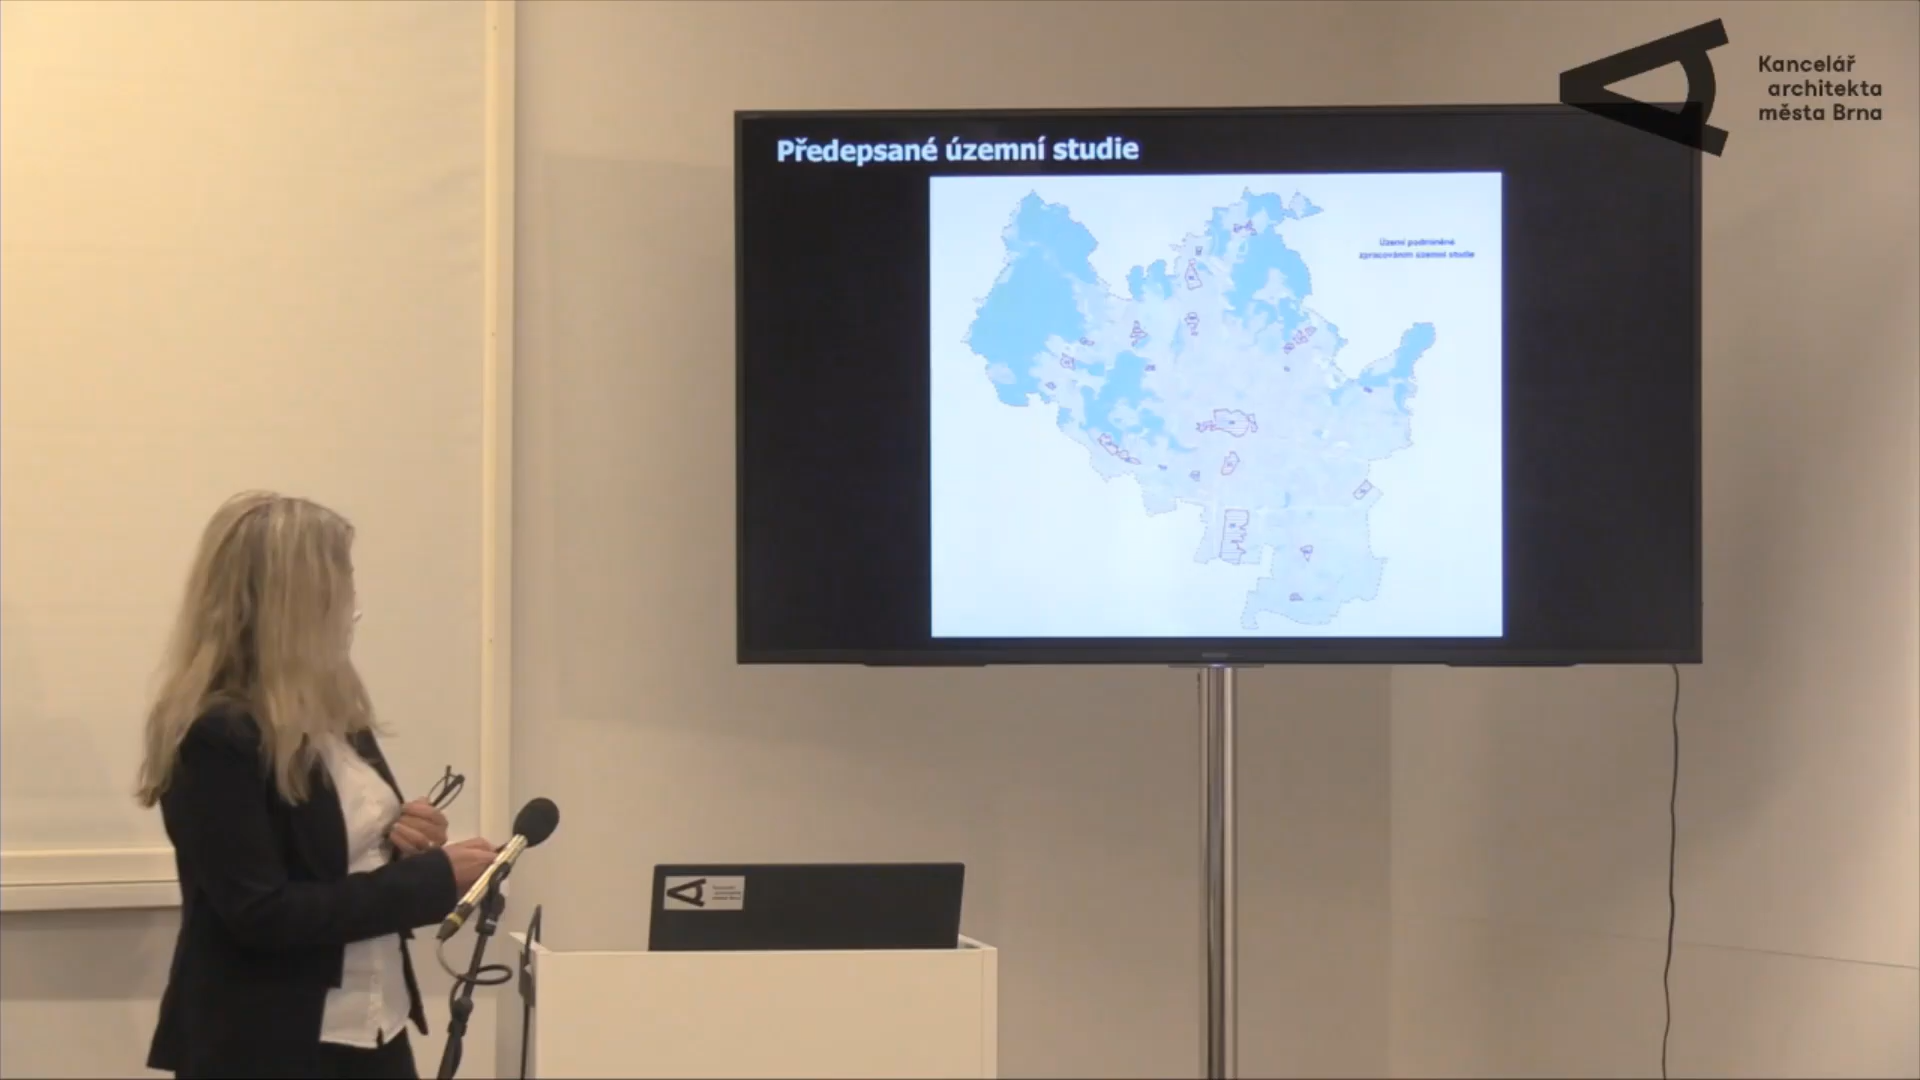 Kancelář
architekta
města Brna
Předepsané územní studie
Území podmíněné
zpracováním územní studie